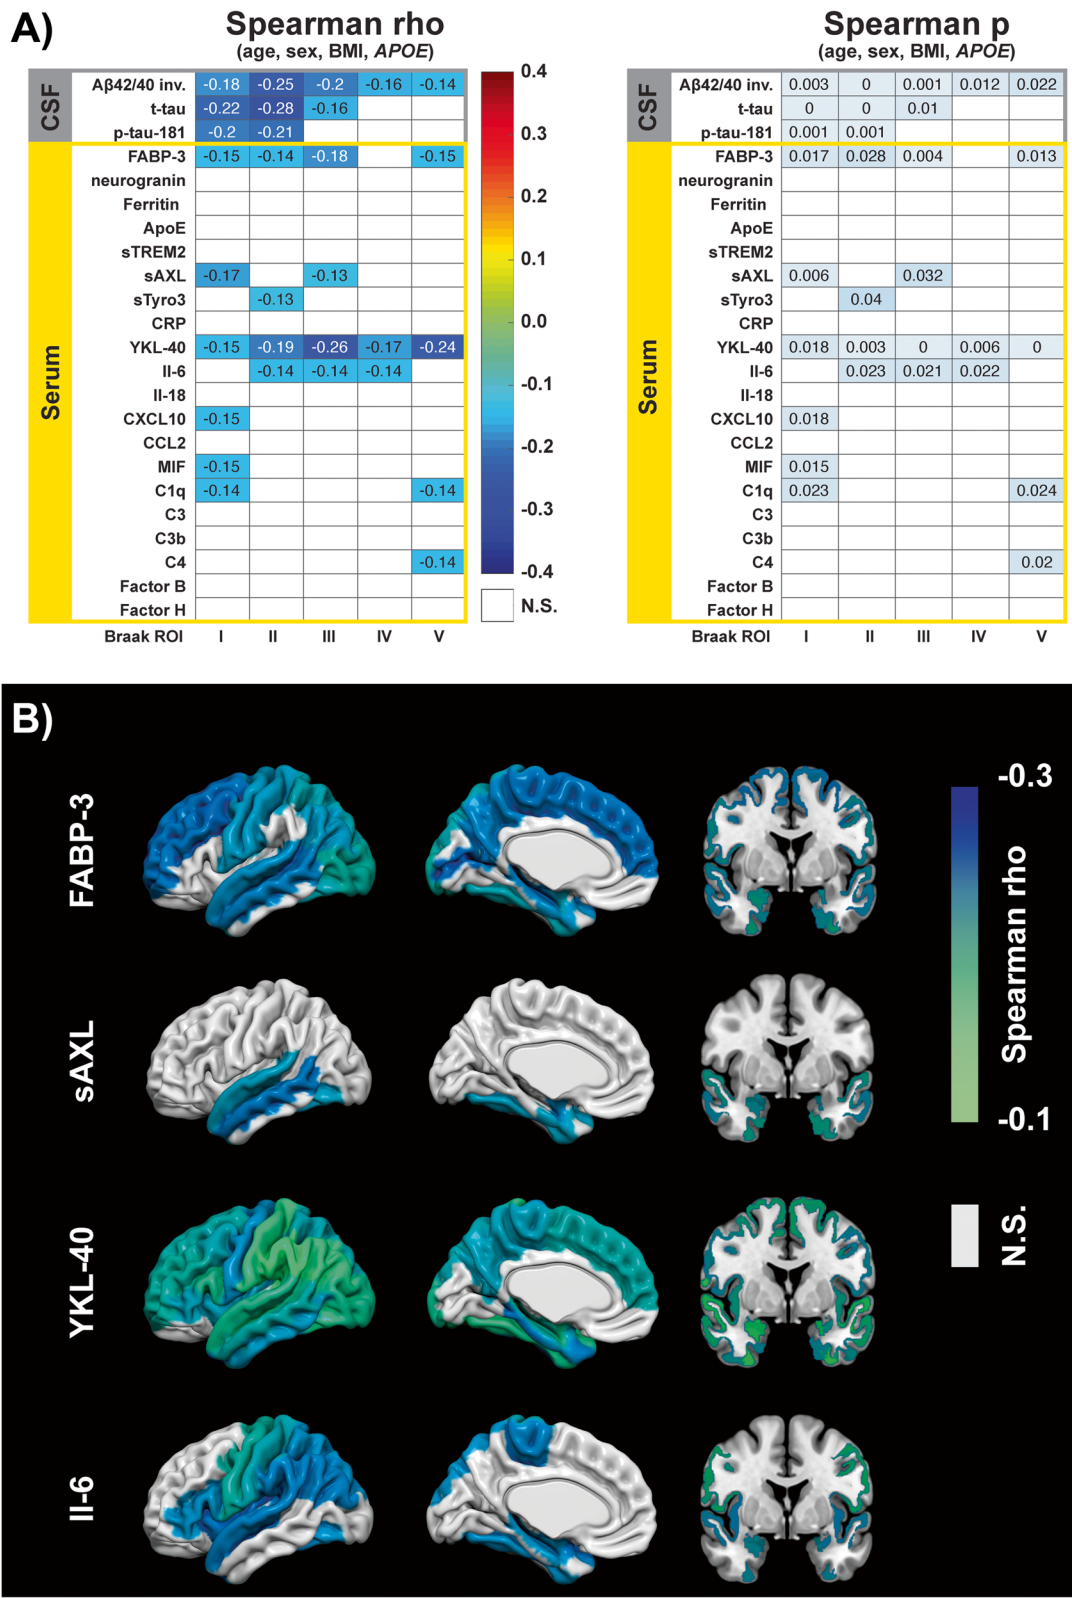 A)
Spearman rho
(age, sex, BMI, APOE)
CSF
Aβ42/40 inv. -0.18 -0.25 -0.2 -0.16 -0.14
t-tau -0.22 -0.28 -0.16
p-tau-181 -0.2 -0.21
Serum
FABP-3 -0.15 -0.14 -0.18 -0.15
neurogranin
Ferritin
ApoE
sTREM2
sAXL -0.17 -0.13
sTyro3 -0.13
CRP
YKL-40 -0.15 -0.19 -0.26 -0.17 -0.24
Il-6 -0.14 -0.14 -0.14
Il-18
CXCL10 -0.15
CCL2
MIF -0.15
C1q -0.14 -0.14
C3
C3b
C4 -0.14
Factor B
Factor H
Braak ROI I II III IV V
0.4
0.3
0.2
0.1
0.0
-0.1
-0.2
-0.3
-0.4
N.S.
Spearman p
(age, sex, BMI, APOE)
CSF
Aβ42/40 inv. 0.003 0 0.001 0.012 0.022
t-tau 0 0 0.01
p-tau-181 0.001 0.001
Serum
FABP-3 0.017 0.028 0.004 0.013
neurogranin
Ferritin
ApoE
sTREM2
sAXL 0.006 0.032
sTyro3 0.04
CRP
YKL-40 0.018 0.003 0 0.006 0
Il-6 0.023 0.021 0.022
Il-18
CXCL10 0.018
CCL2
MIF 0.015
C1q 0.023 0.024
C3
C3b
C4 0.02
Factor B
Factor H
Braak ROI I II III IV V
B)
FABP-3
sAXL
YKL-40
Il-6
-0.3
Spearman rho
-0.1
N.S.